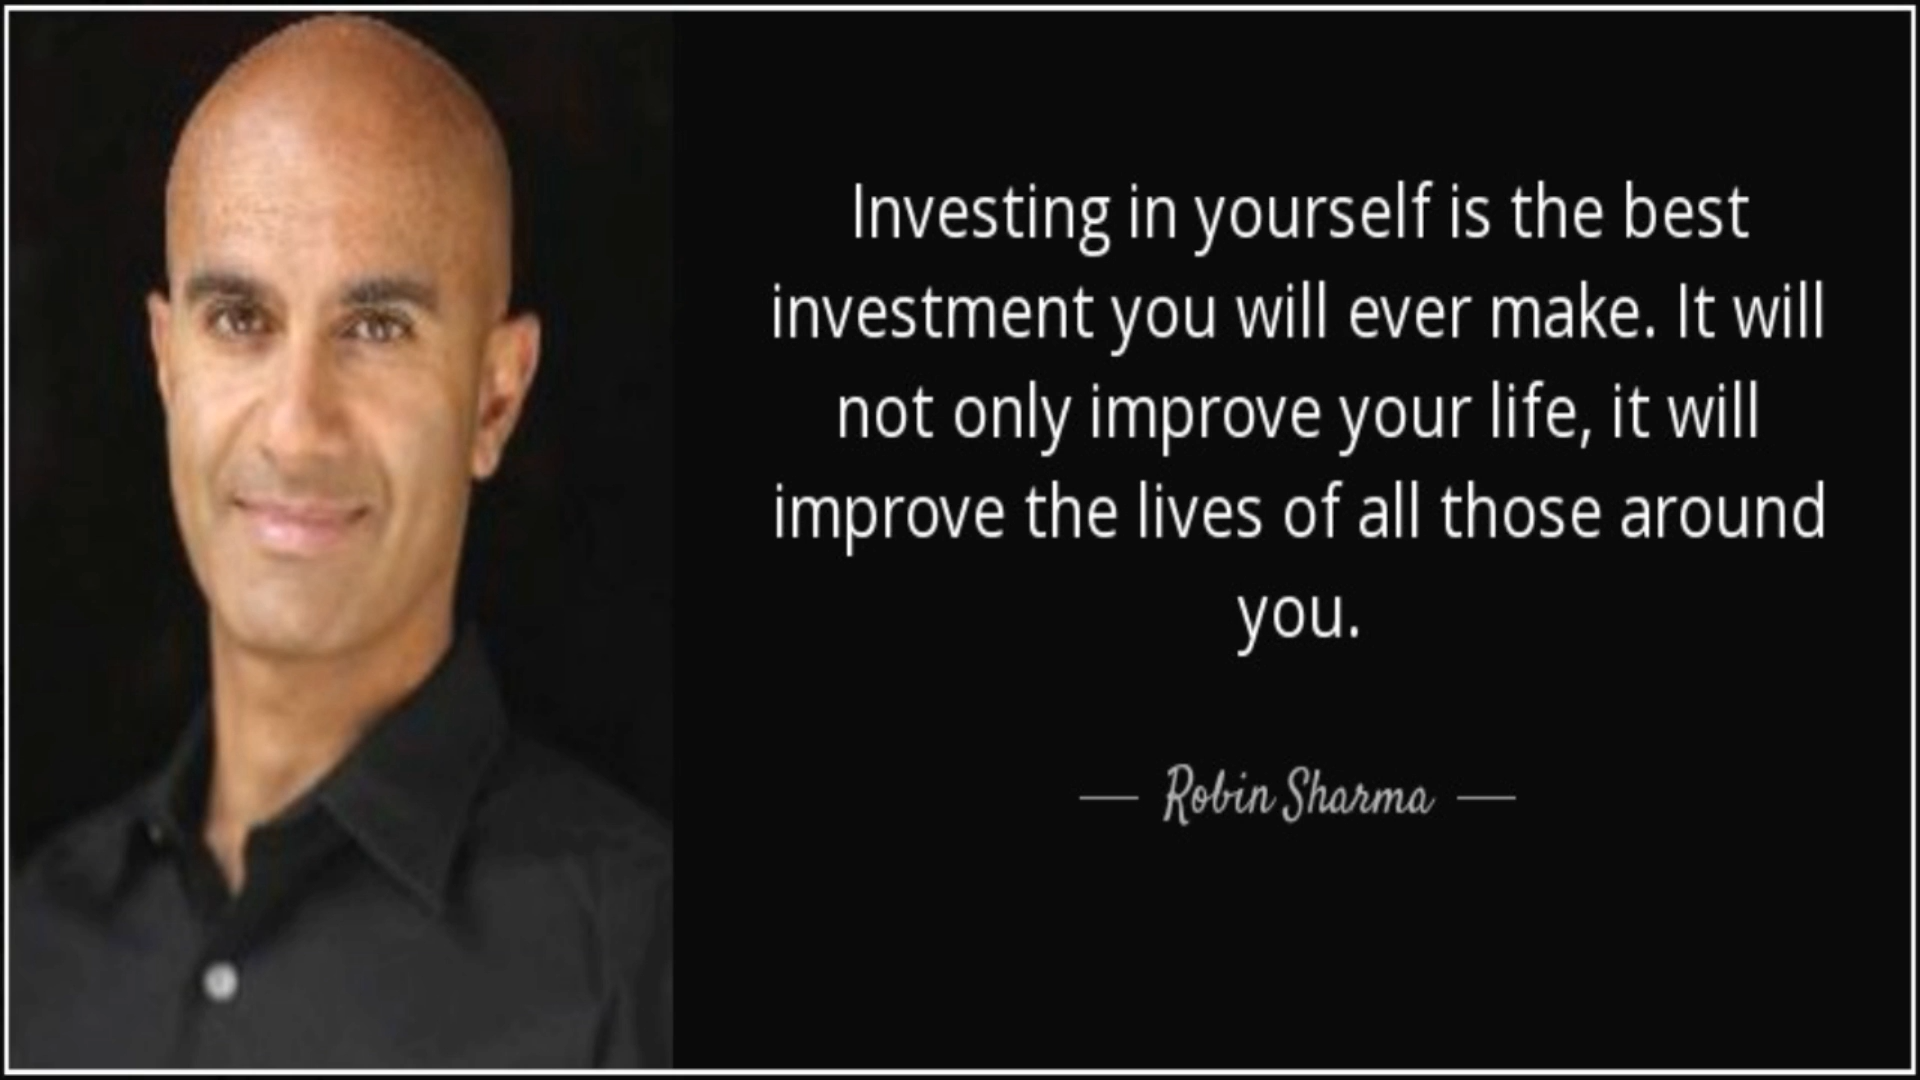 Investing in yourself is the best
investment you will ever make. It will
not only improve your life, it will
improve the lives of all those around
you.
— Robin Sharma —